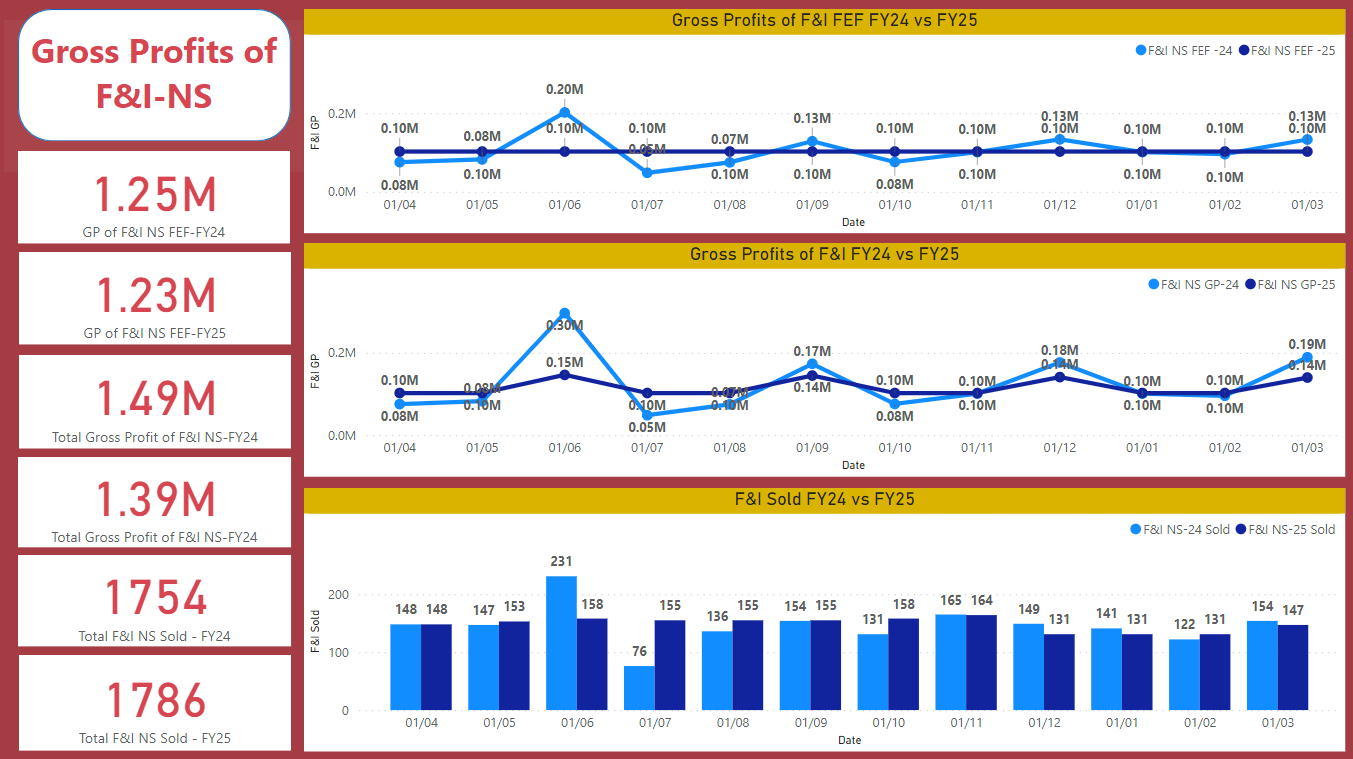 Gross Profits of
F&I-NS
1.25M
GP of F&I NS FEF-FY24
1.23M
GP of F&I NS FEF-FY25
1.49M
Total Gross Profit of F&I NS-FY24
1.39M
Total Gross Profit of F&I NS-FY24
1754
Total F&I NS Sold - FY24
1786
Total F&I NS Sold - FY25
Gross Profits of F&I FEF FY24 vs FY25
F&I NS FEF -24 F&I NS FEF -25
F&I GP
0.2M
0.0M
0.20M
0.13M 0.13M 0.13M
0.10M 0.08M 0.10M 0.10M 0.07M 0.10M 0.10M 0.10M 0.10M 0.10M 0.10M
0.05M
0.08M 0.10M 0.10M 0.10M 0.08M 0.10M 0.10M 0.10M
01/04 01/05 01/06 01/07 01/08 01/09 01/10 01/11 01/12 01/01 01/02 01/03
Date
Gross Profits of F&I FY24 vs FY25
F&I NS GP-24 F&I NS GP-25
F&I GP
0.2M
0.0M
0.30M
0.17M 0.18M 0.19M
0.15M 0.14M 0.14M
0.10M 0.08M 0.07M 0.14M 0.10M 0.10M 0.10M 0.10M
0.08M 0.10M 0.10M 0.10M 0.08M 0.10M 0.10M 0.10M
0.05M
01/04 01/05 01/06 01/07 01/08 01/09 01/10 01/11 01/12 01/01 01/02 01/03
Date
F&I Sold FY24 vs FY25
F&I NS-24 Sold F&I NS-25 Sold
F&I Sold
200
100
0
148 148 147 153 231 158 76 155 136 155 154 155 131 158 165 164 149 131 141 131 122 131 154 147
01/04 01/05 01/06 01/07 01/08 01/09 01/10 01/11 01/12 01/01 01/02 01/03
Date